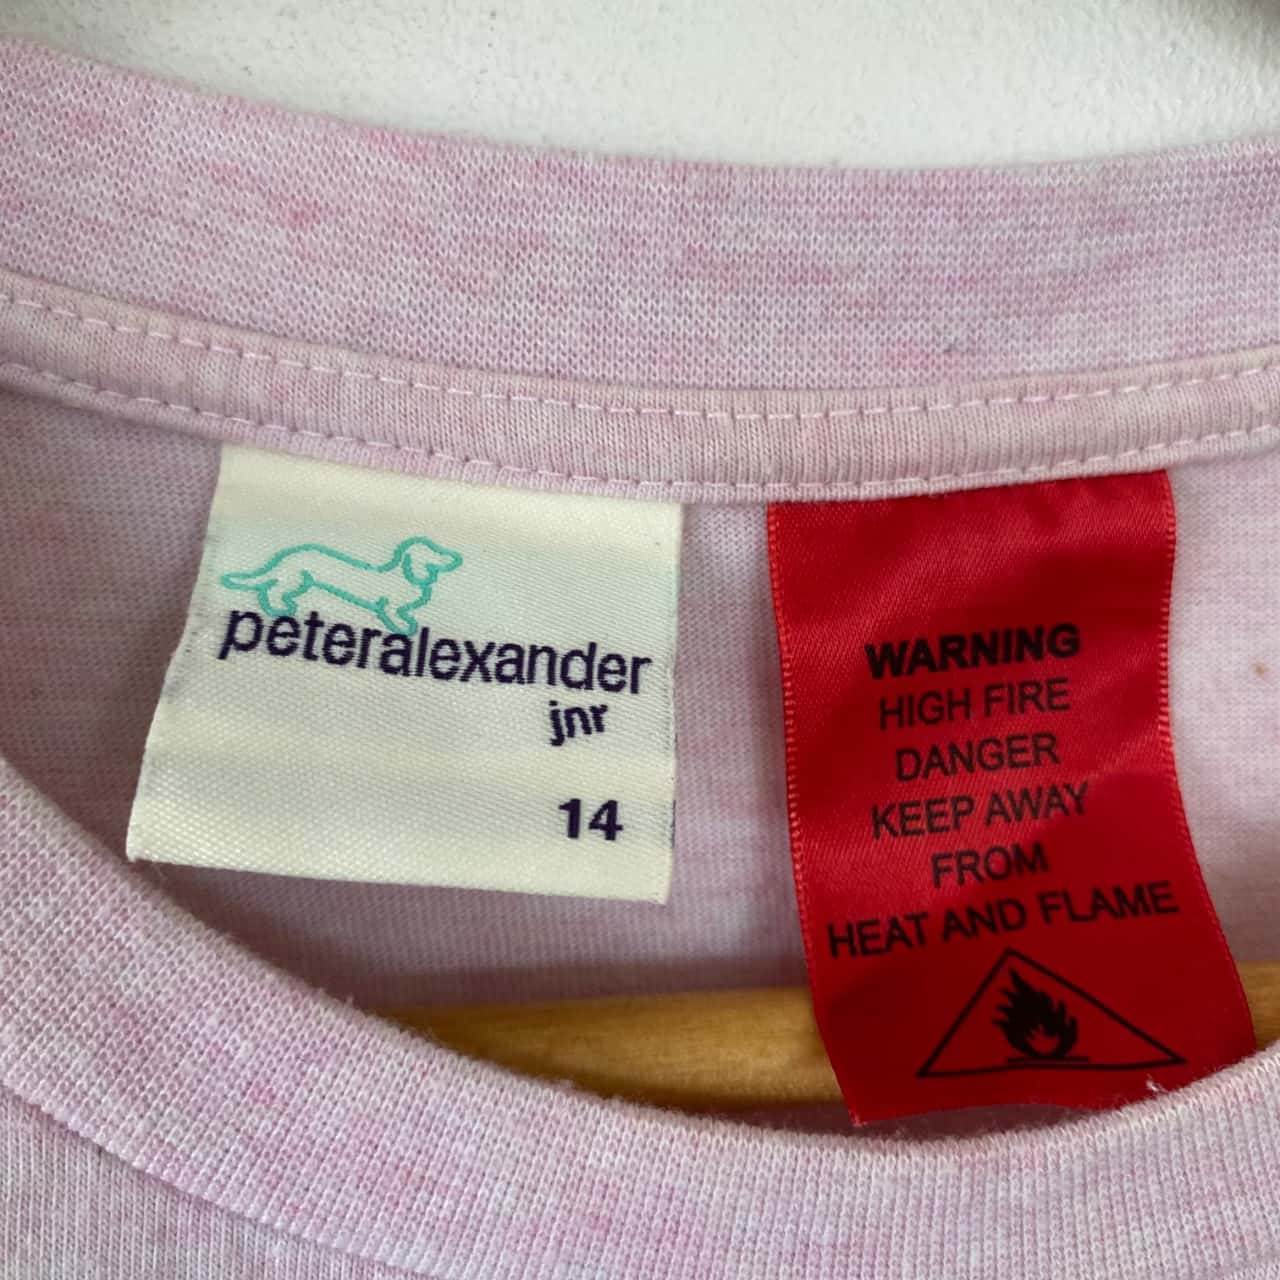 peteralexander
jnr
14
WARNING
HIGH FIRE
DANGER
KEEP AWAY
FROM
HEAT AND FLAME